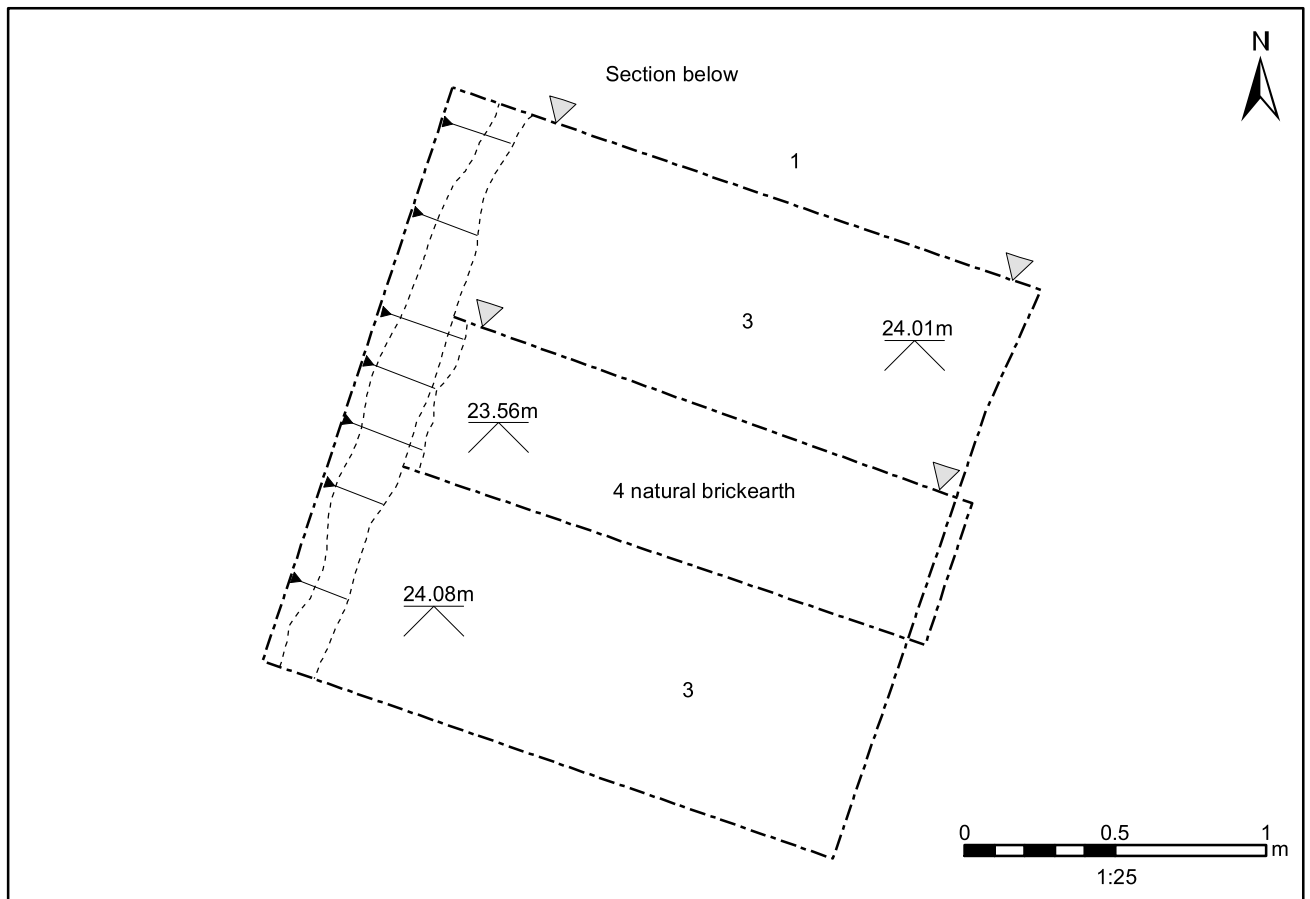 N
Section below
1
3
24.01m
23.56m
4 natural brickearth
24.08m
3
0 0.5 1
m
1:25